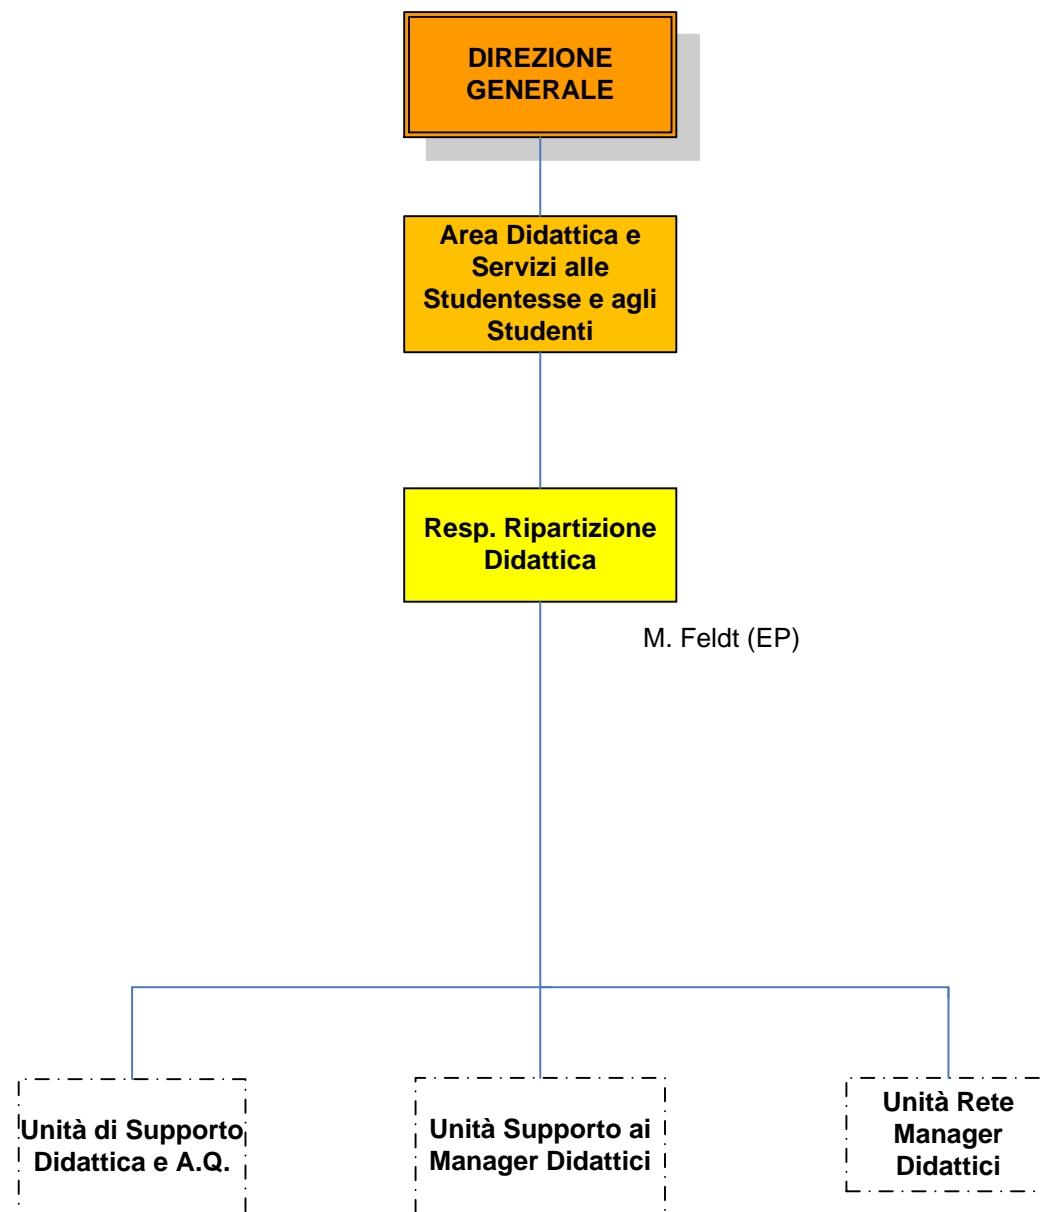 DIREZIONE
GENERALE
Area Didattica e
Servizi alle
Studentesse e agli
Studenti
Resp. Ripartizione
Didattica
M. Feldt (EP)
Unità di Supporto
Didattica e A.Q.
Unità Supporto ai
Manager Didattici
Unità Rete
Manager
Didattici